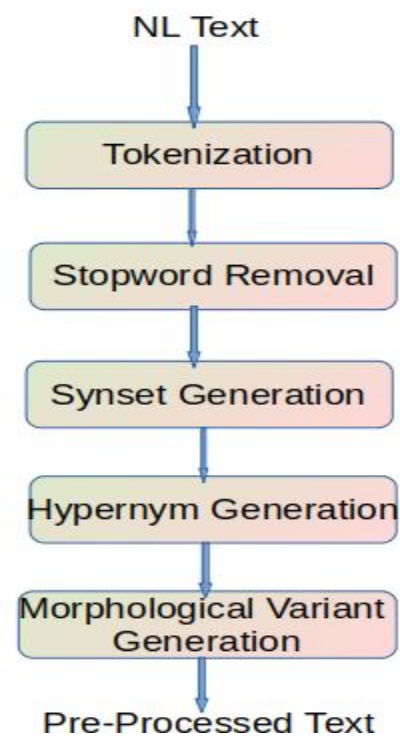 NL Text
Tokenization
Stopword Removal
Synset Generation
Hypernym Generation
Morphological Variant
Generation
Pre-Processed Text